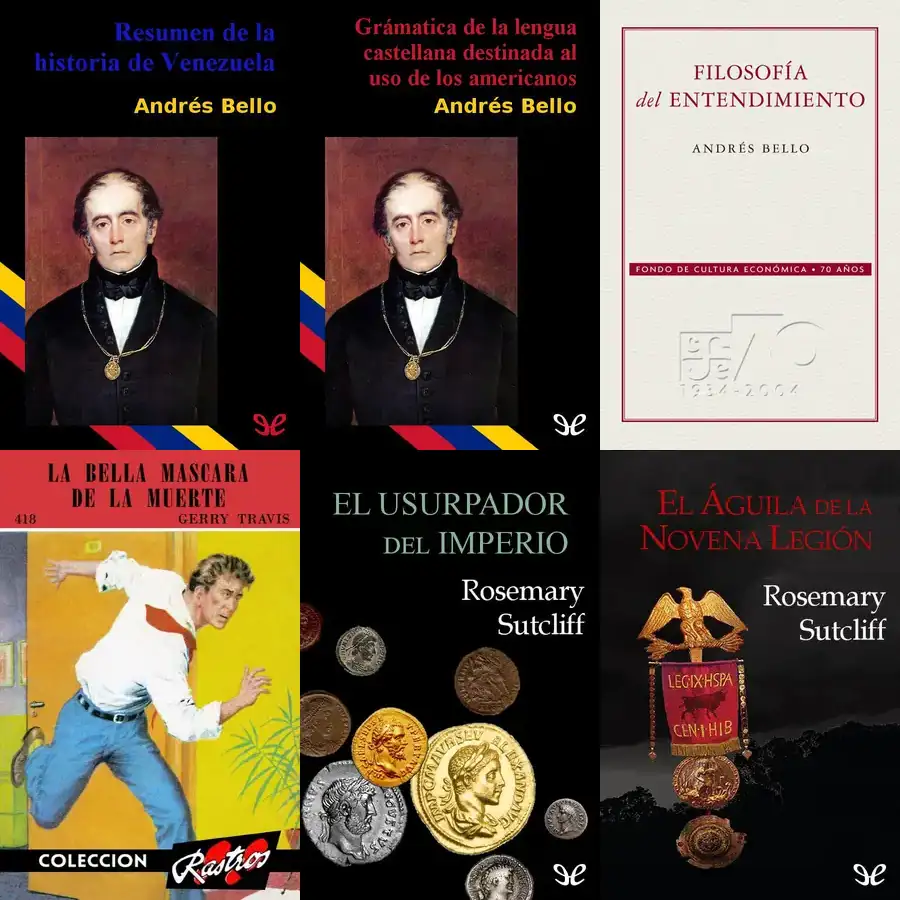 Resumen de la
historia de Venezuela
Andrés Bello
Grámatica de la lengua
castellana destinada al
uso de los americanos
Andrés Bello
FILOSOFÍA
del ENTENDIMIENTO
ANDRÉS BELLO
FONDO DE CULTURA ECONÓMICA • 70 AÑOS
70
1934-2004
LA BELLA MASCARA
DE LA MUERTE
418 GERRY TRAVIS
COLECCION Rastros
EL USURPADOR
DEL IMPERIO
Rosemary
Sutcliff
EL ÁGUILA DE LA
NOVENA LEGIÓN
Rosemary
Sutcliff
LEG·IX·HSPA
CEN·I·HIB